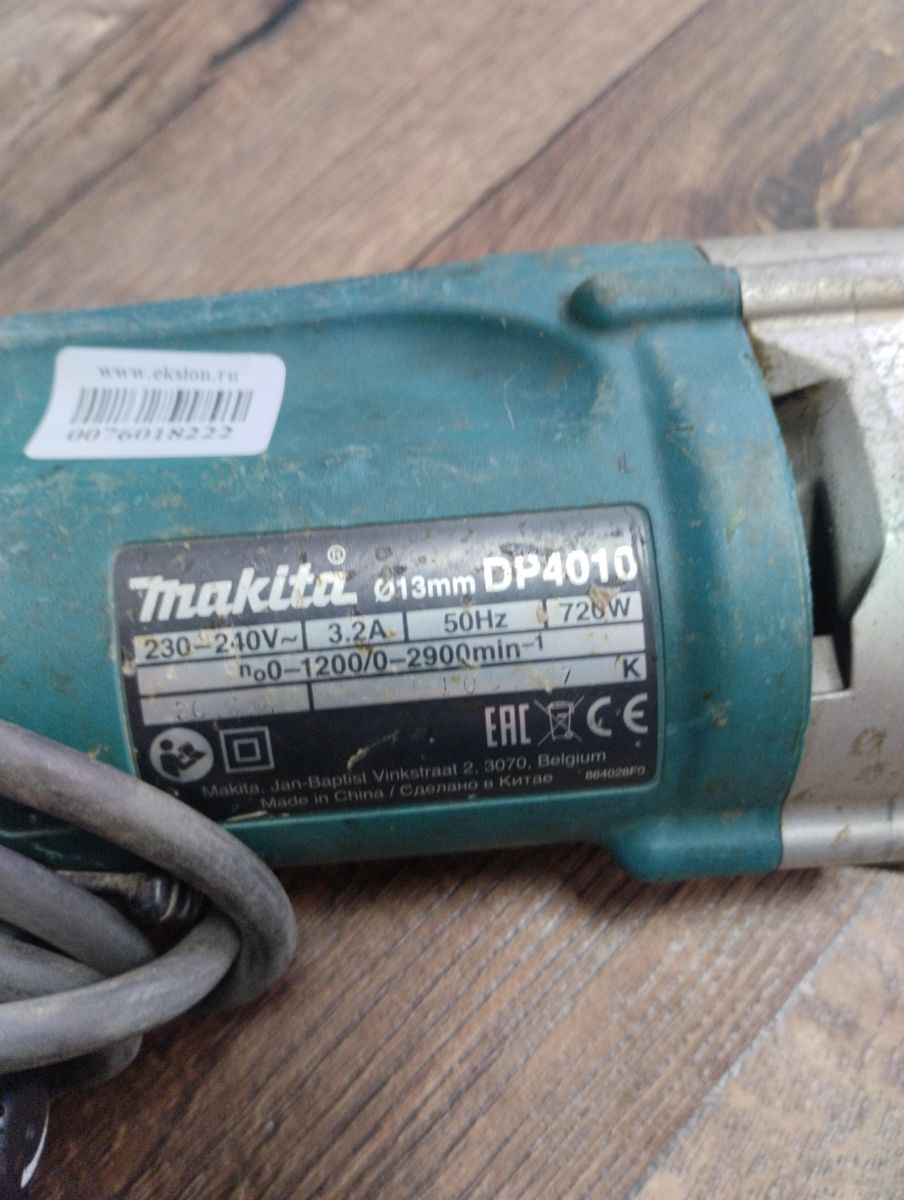 www.ekslon.ru
0076018222
makita® Ø13mm DP4010
230-240V~ 3.2A 50Hz 720W
n₀0-1200/0-2900min⁻¹
K
EAC CE
Makita, Jan-Baptist Vinkstraat 2, 3070, Belgium
Made in China / Сделано в Китае 864028F0